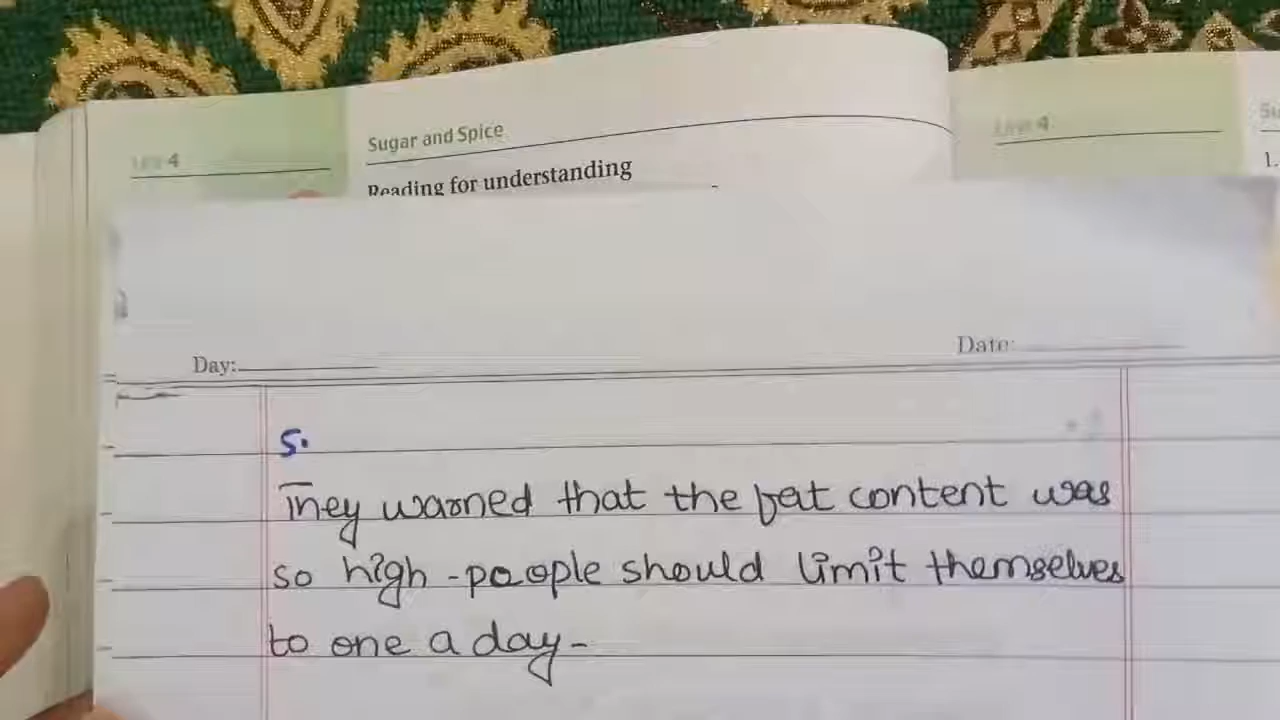 Sugar and Spice
Unit 4
Reading for understanding
Unit 4
1.
Day:
Date:
5.
They warned that the fat content was
so high - people should limit themselves
to one a day -